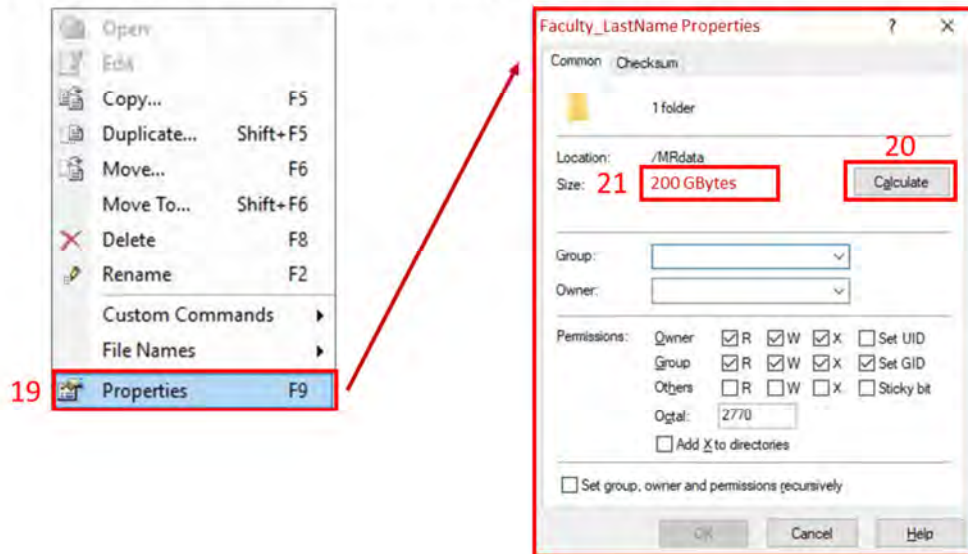 Open
Edit
Copy... F5
Duplicate... Shift+F5
Move... F6
Move To... Shift+F6
Delete F8
Rename F2
Custom Commands
File Names
19 Properties F9
Faculty_LastName Properties ? X
Common Checksum
1 folder
Location: /MRdata
20
Size: 21 200 GBytes Calculate
Group:
Owner:
Permissions: Owner R W X Set UID
Group R W X Set GID
Others R W X Sticky bit
Octal: 2770
Add X to directories
Set group, owner and permissions recursively
OK Cancel Help